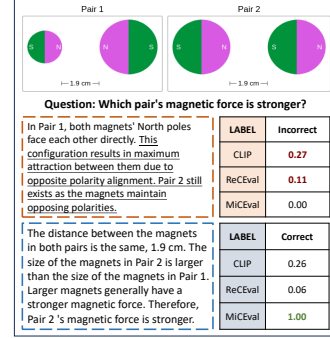 Pair 1
Pair 2
S N N S
S N S N
1.9 cm
1.9 cm
Question: Which pair's magnetic force is stronger?
In Pair 1, both magnets' North poles
face each other directly. This
configuration results in maximum
attraction between them due to
opposite polarity alignment. Pair 2 still
exists as the magnets maintain
opposing polarities.
LABEL Incorrect
CLIP 0.27
ReCEval 0.11
MiCEval 0.00
The distance between the magnets
in both pairs is the same, 1.9 cm. The
size of the magnets in Pair 2 is larger
than the size of the magnets in Pair 1.
Larger magnets generally have a
stronger magnetic force. Therefore,
Pair 2 's magnetic force is stronger.
LABEL Correct
CLIP 0.26
ReCEval 0.06
MiCEval 1.00